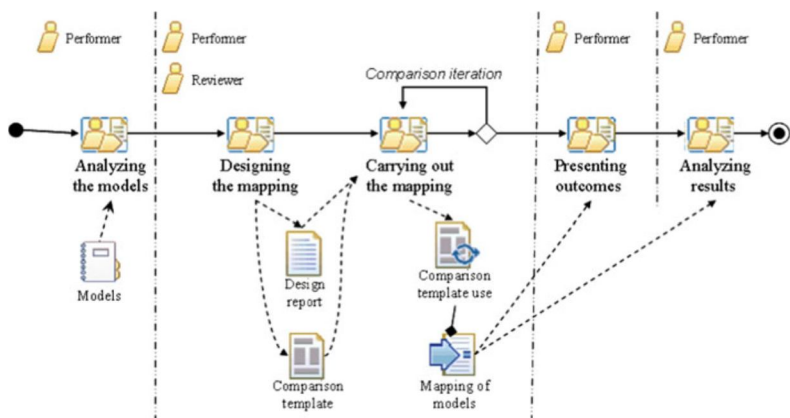 Performer
Performer
Performer
Performer
Reviewer
Comparison iteration
Analyzing
the models
Designing
the mapping
Carrying out
the mapping
Presenting
outcomes
Analyzing
results
Models
Design
report
Comparison
template use
Comparison
template
Mapping of
models